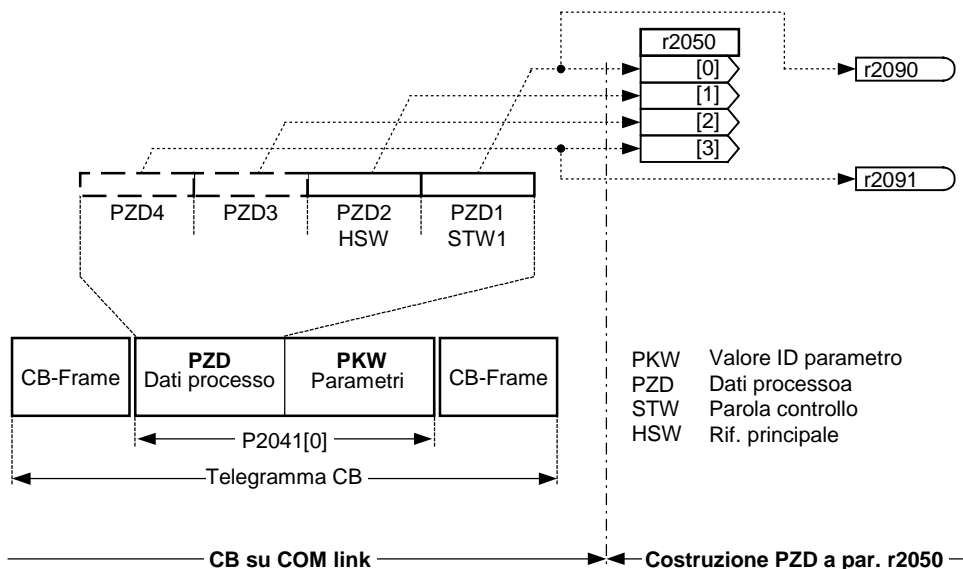 r2050
[0]
r2090
[1]
[2]
[3]
r2091
PZD4 PZD3 PZD2 PZD1
HSW STW1
CB-Frame PZD PKW CB-Frame
Dati processo Parametri
P2041[0]
Telegramma CB
PKW Valore ID parametro
PZD Dati processoa
STW Parola controllo
HSW Rif. principale
CB su COM link Costruzione PZD a par. r2050